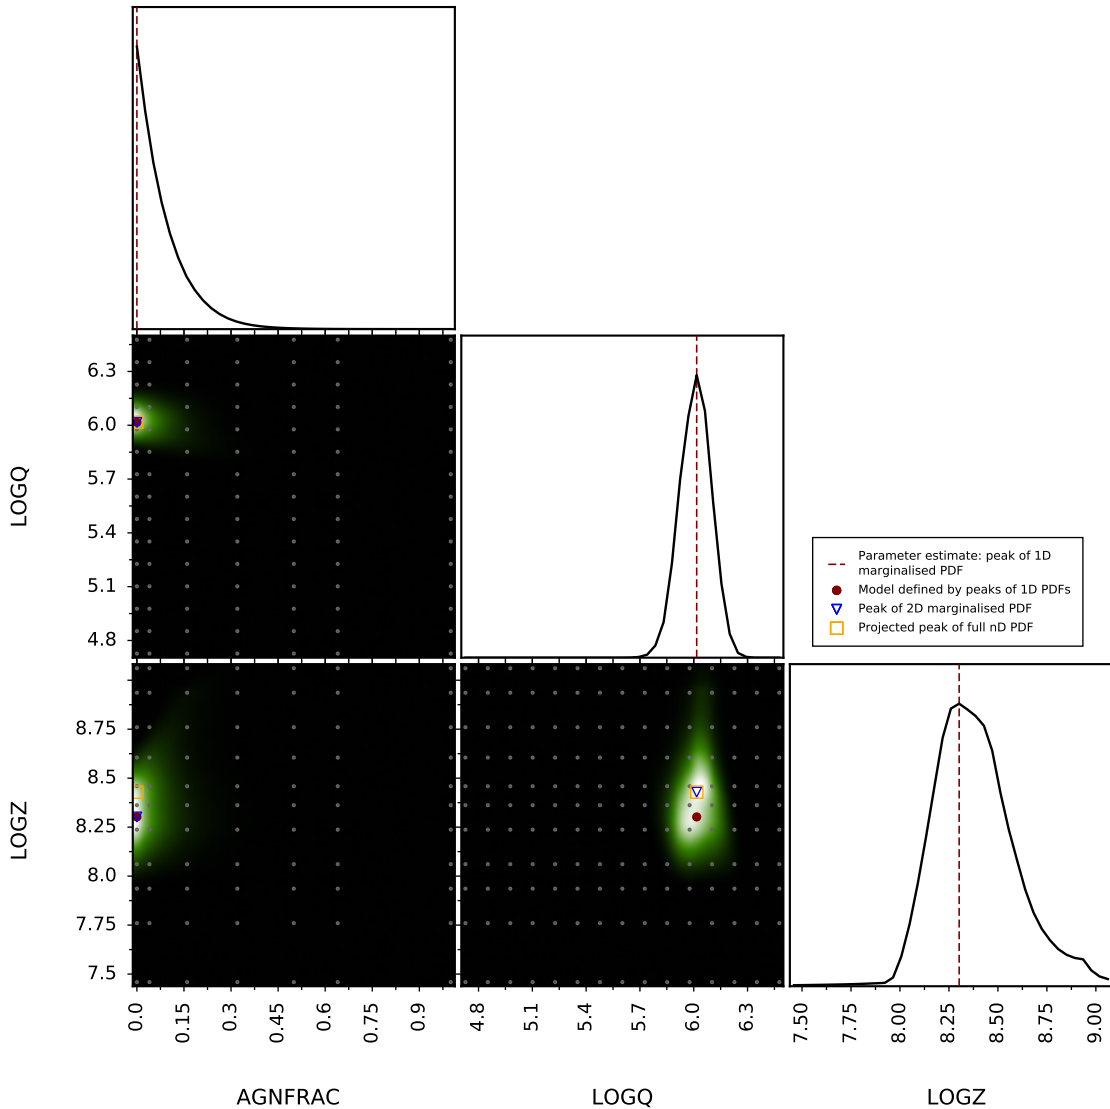 6.3
6.0
5.7
5.4
5.1
4.8
LOGQ
Parameter estimate: peak of 1D
marginalised PDF
Model defined by peaks of 1D PDFs
Peak of 2D marginalised PDF
Projected peak of full nD PDF
8.75
8.5
8.25
8.0
7.75
7.5
LOGZ
0.0 0.15 0.3 0.45 0.6 0.75 0.9
4.8 5.1 5.4 5.7 6.0 6.3
7.50 7.75 8.00 8.25 8.50 8.75 9.00
AGNFRAC LOGQ LOGZ